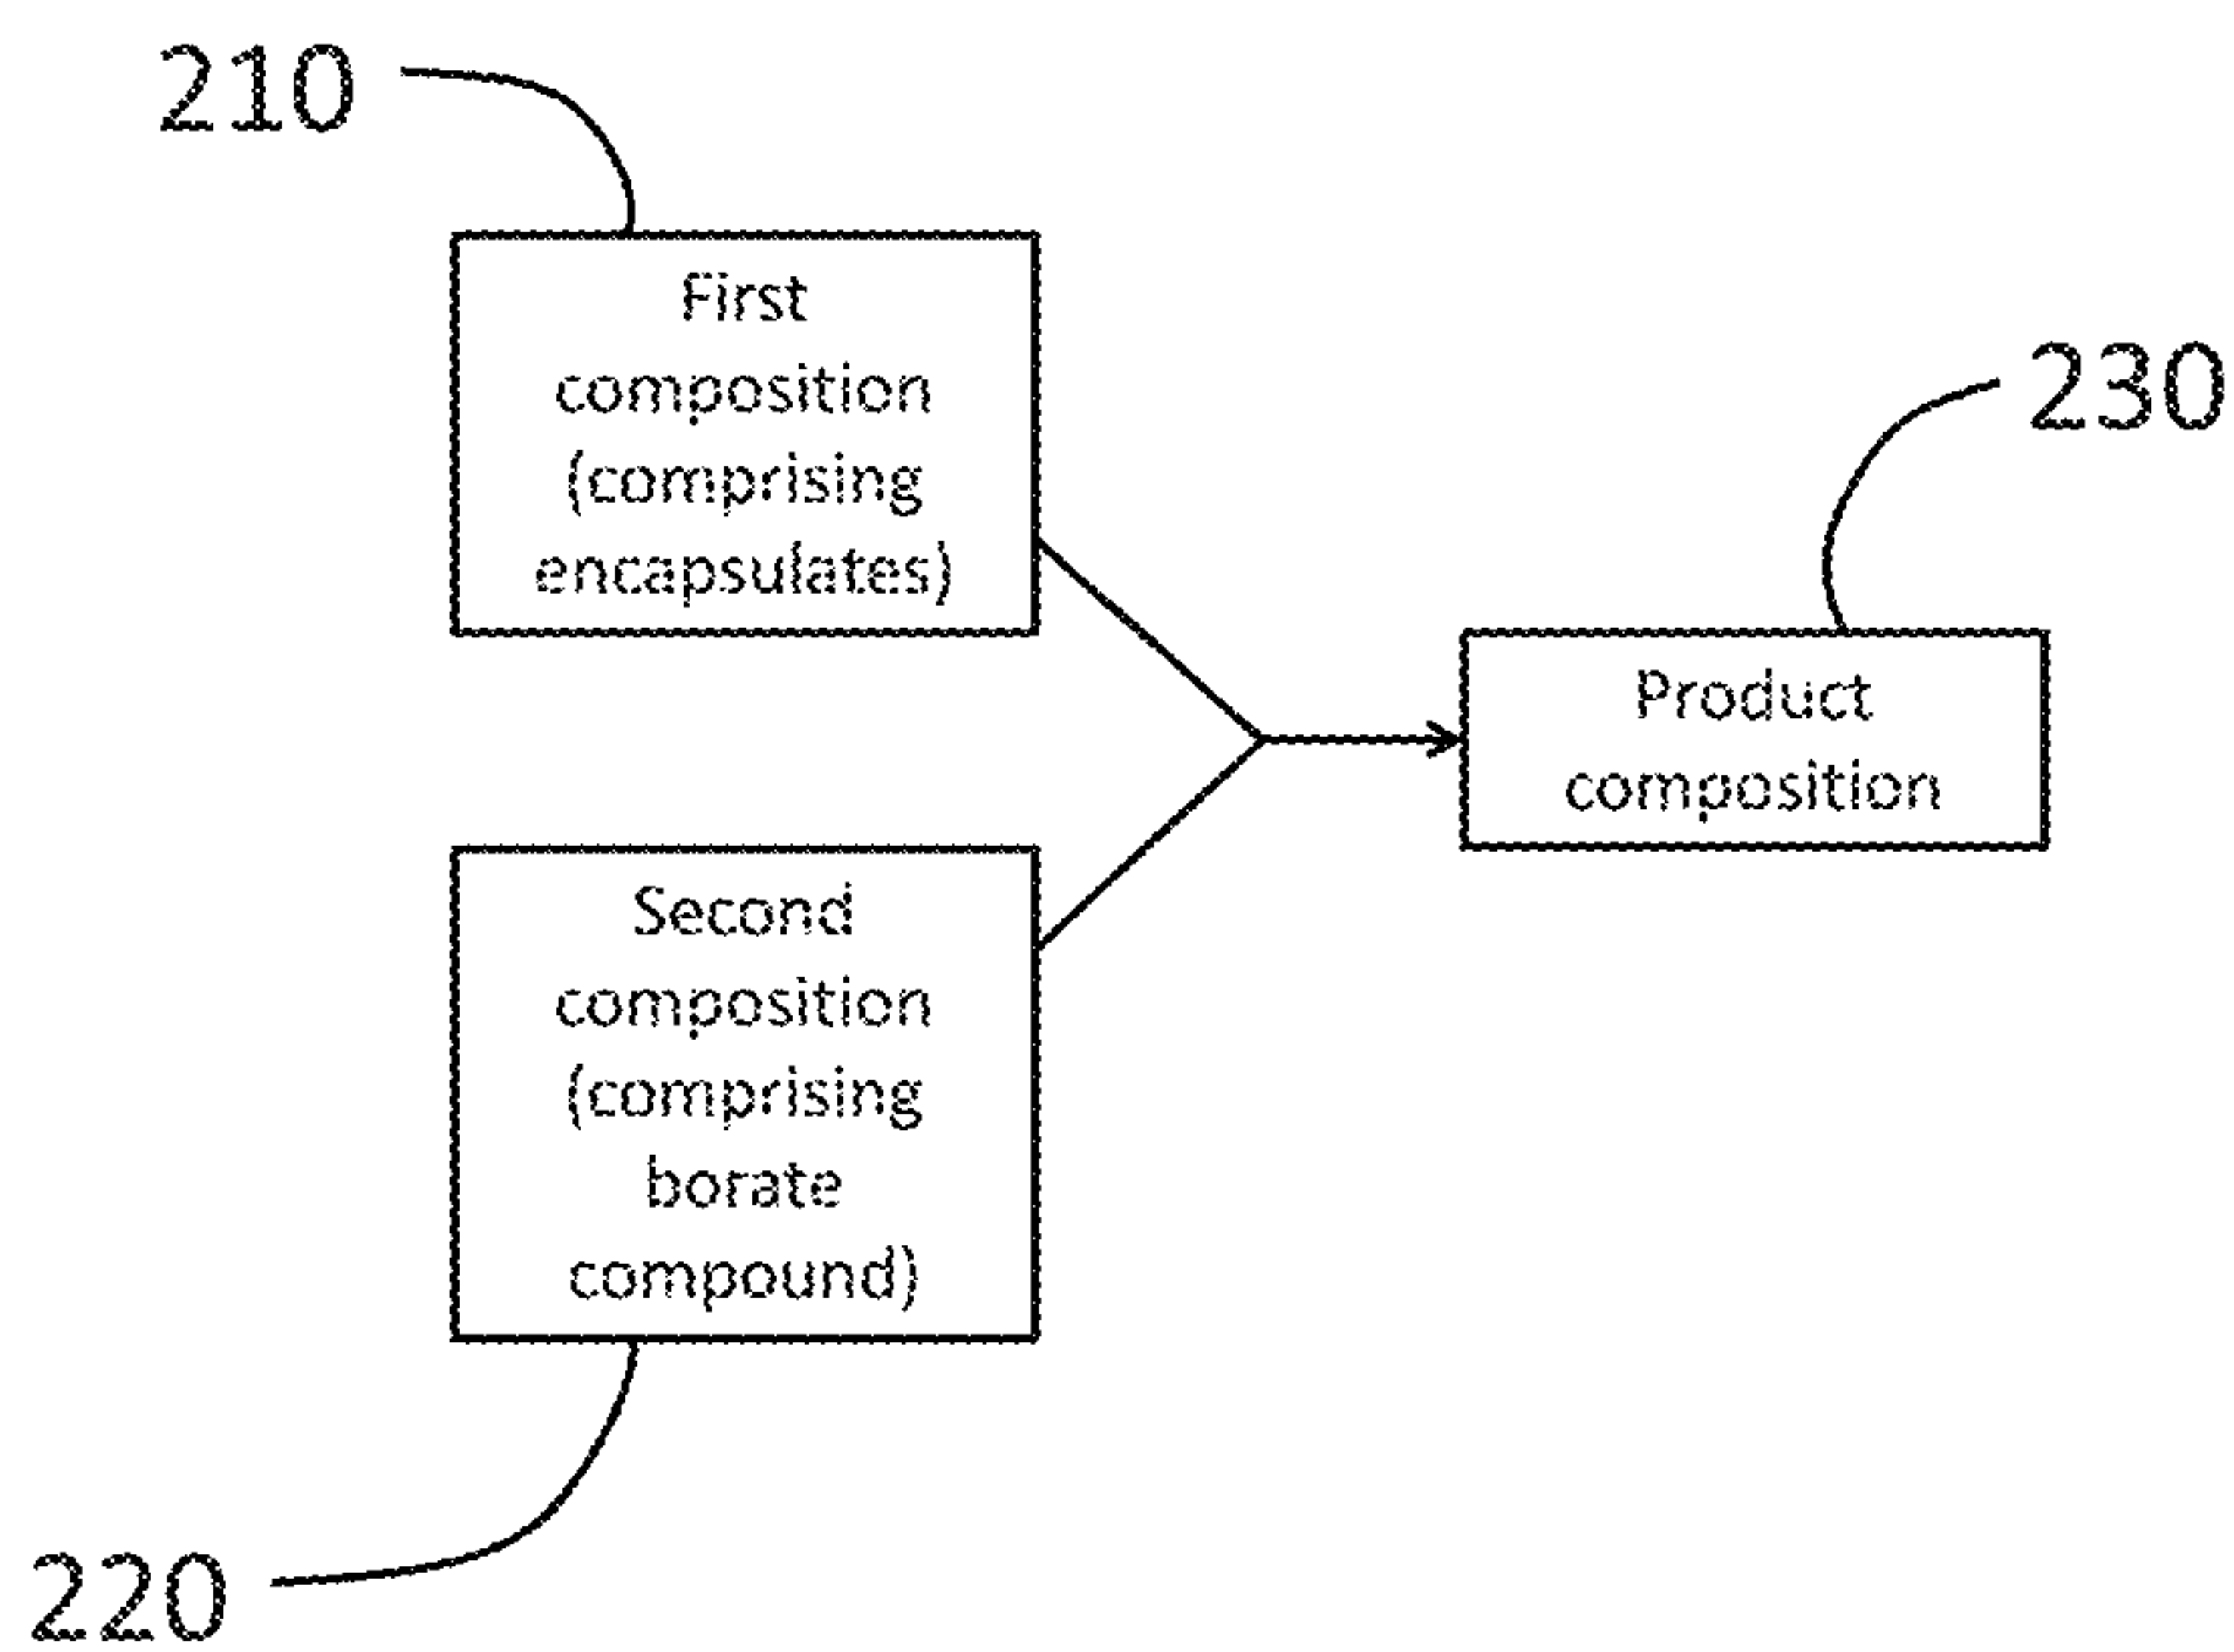 210
First
composition
(comprising
encapsulates)
230
Product
composition
Second
composition
(comprising
borate
compound)
220